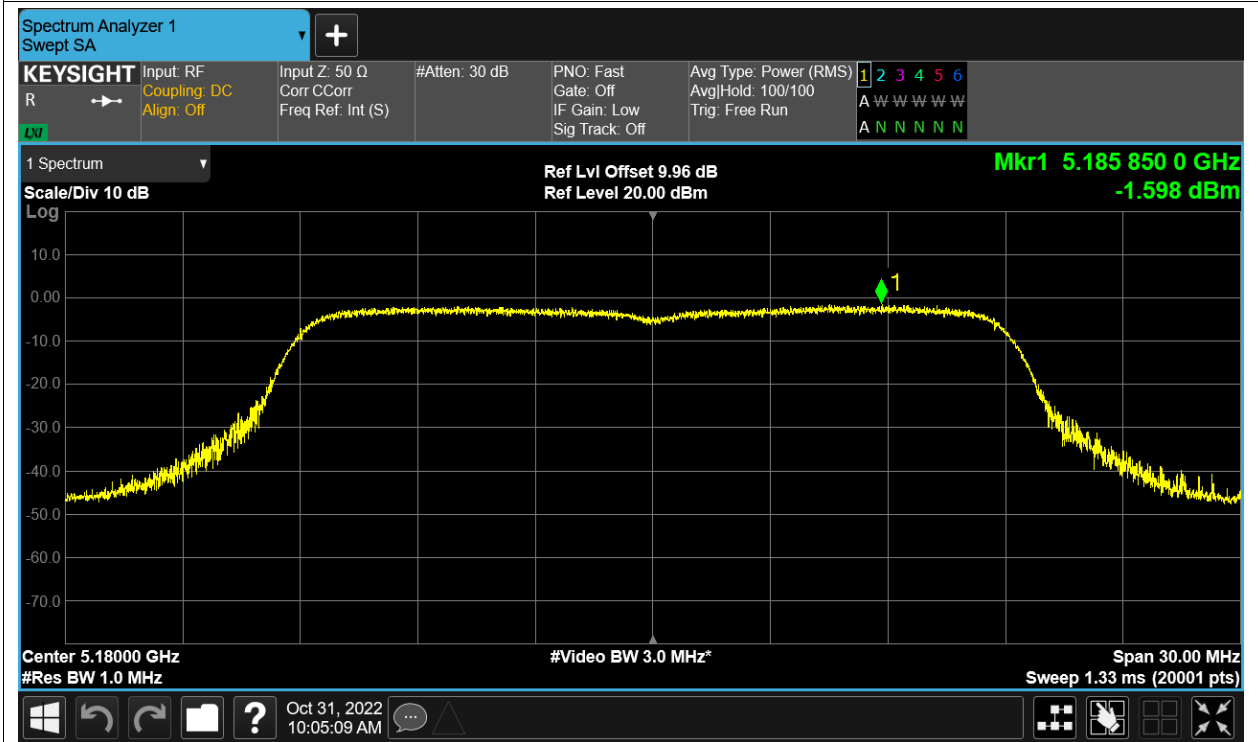 Spectrum Analyzer 1
Swept SA
+
KEYSIGHT
R
LXI
Input: RF
Coupling: DC
Align: Off
Input Z: 50 Ω
Corr CCorr
Freq Ref: Int (S)
#Atten: 30 dB
PNO: Fast
Gate: Off
IF Gain: Low
Sig Track: Off
Avg Type: Power (RMS)
Avg|Hold: 100/100
Trig: Free Run
1 2 3 4 5 6
A W W W W W
A N N N N N
1 Spectrum
Scale/Div 10 dB
Log
Ref Lvl Offset 9.96 dB
Ref Level 20.00 dBm
Mkr1 5.185 850 0 GHz
-1.598 dBm
10.0
0.00
-10.0
-20.0
-30.0
-40.0
-50.0
-60.0
-70.0
1
Center 5.18000 GHz
#Res BW 1.0 MHz
#Video BW 3.0 MHz*
Span 30.00 MHz
Sweep 1.33 ms (20001 pts)
?
Oct 31, 2022
10:05:09 AM